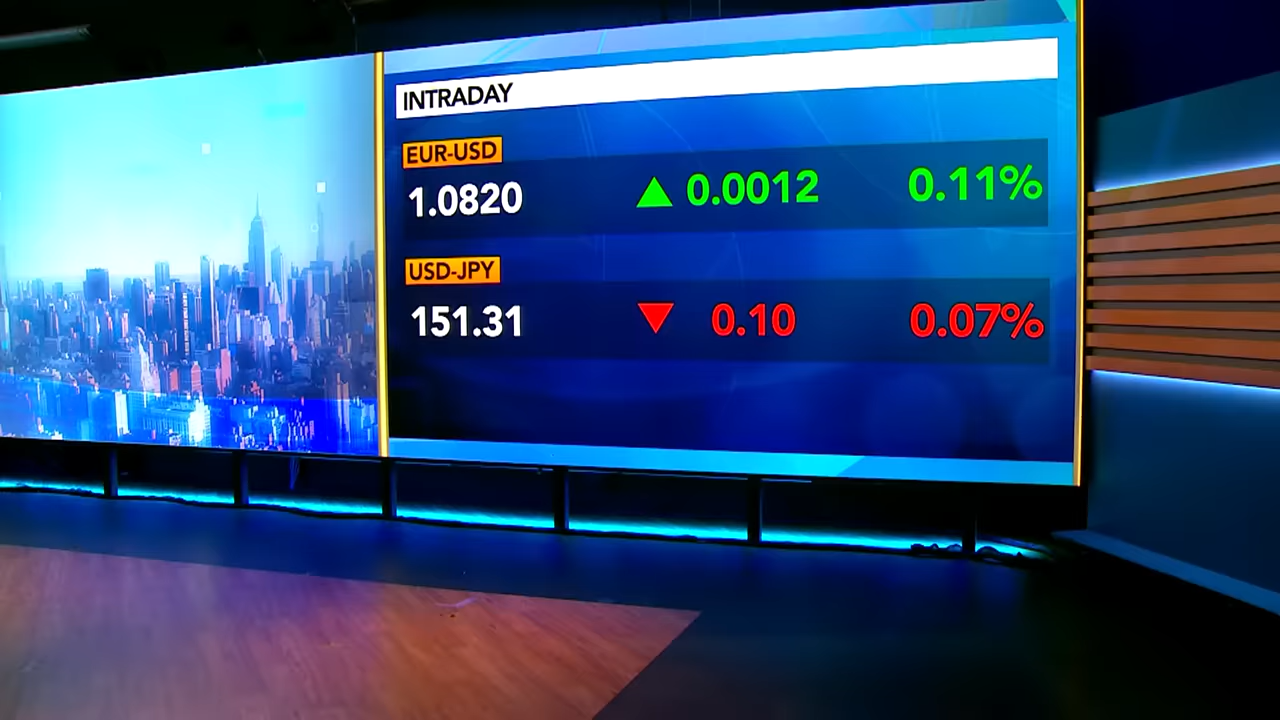 INTRADAY
EUR-USD
1.0820 ▲ 0.0012 0.11%
USD-JPY
151.31 ▼ 0.10 0.07%